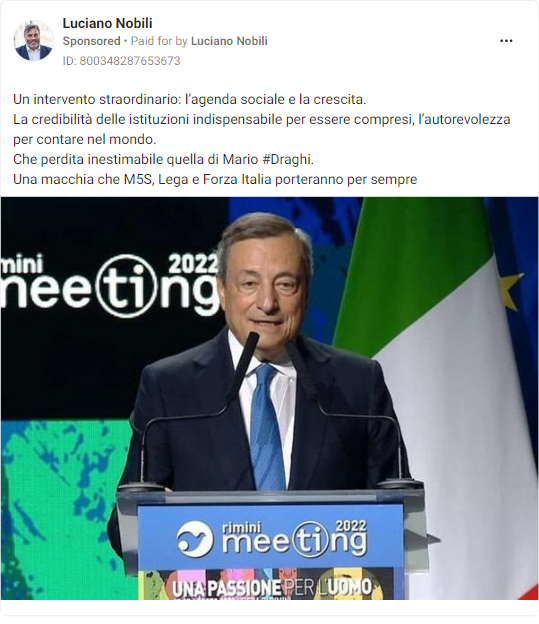 Luciano Nobili
Sponsored • Paid for by Luciano Nobili
ID: 800348287653673
Un intervento straordinario: l'agenda sociale e la crescita.
La credibilità delle istituzioni indispensabile per essere compresi, l'autorevolezza
per contare nel mondo.
Che perdita inestimabile quella di Mario #Draghi.
Una macchia che M5S, Lega e Forza Italia porteranno per sempre
mini 2022
meeting
rimini 2022
meeting
UNA PASSIONE PER L'UOMO